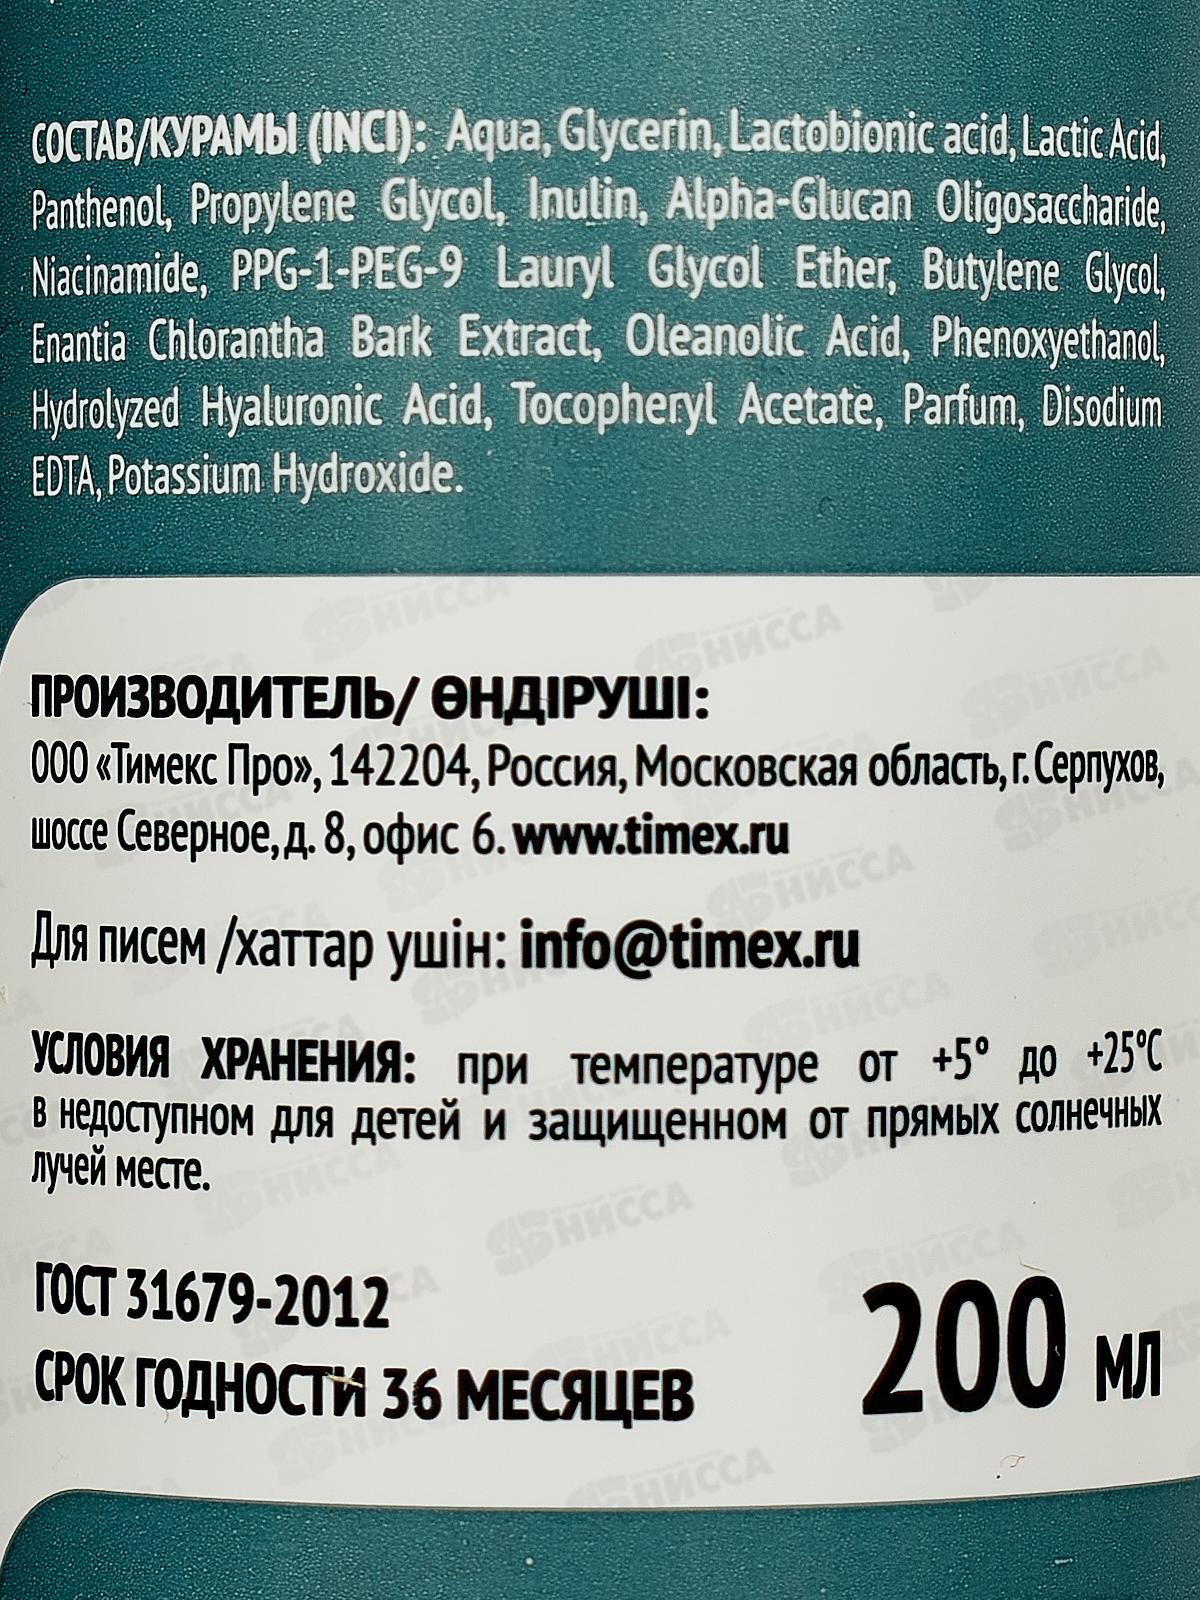 СОСТАВ/КУРАМЫ (INCI): Aqua, Glycerin, Lactobionic acid, Lactic Acid,
Panthenol, Propylene Glycol, Inulin, Alpha-Glucan Oligosaccharide,
Niacinamide, PPG-1-PEG-9 Lauryl Glycol Ether, Butylene Glycol,
Enantia Chlorantha Bark Extract, Oleanolic Acid, Phenoxyethanol,
Hydrolyzed Hyaluronic Acid, Tocopheryl Acetate, Parfum, Disodium
EDTA, Potassium Hydroxide.
ПРОИЗВОДИТЕЛЬ/ ӨНДІРУШІ:
ООО «Тимекс Про», 142204, Россия, Московская область, г. Серпухов,
шоссе Северное, д. 8, офис 6. www.timex.ru
Для писем /хаттар ушін: info@timex.ru
УСЛОВИЯ ХРАНЕНИЯ: при температуре от +5° до +25°C
в недоступном для детей и защищенном от прямых солнечных
лучей месте.
ГОСТ 31679-2012
СРОК ГОДНОСТИ 36 МЕСЯЦЕВ
200 мл